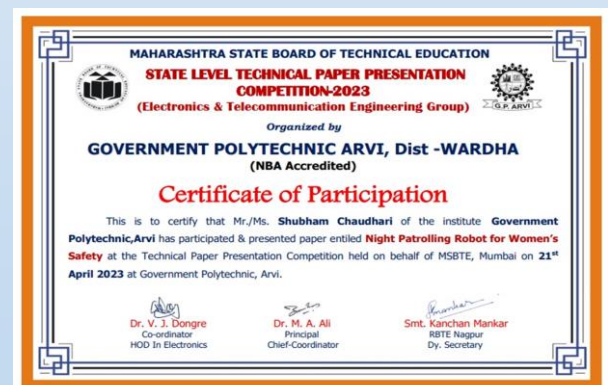 MAHARASHTRA STATE BOARD OF TECHNICAL EDUCATION
STATE LEVEL TECHNICAL PAPER PRESENTATION
COMPETITION-2023
(Electronics & Telecommunication Engineering Group)
G.P. ARVI
Organized by
GOVERNMENT POLYTECHNIC ARVI, Dist -WARDHA
(NBA Accredited)
Certificate of Participation
This is to certify that Mr./Ms. Shubham Chaudhari of the institute Government
Polytechnic,Arvi has participated & presented paper entiled Night Patrolling Robot for Women's
Safety at the Technical Paper Presentation Competition held on behalf of MSBTE, Mumbai on 21st
April 2023 at Government Polytechnic, Arvi.
Dr. V. J. Dongre
Co-ordinator
HOD In Electronics
Dr. M. A. Ali
Principal
Chief-Coordinator
Smt. Kanchan Mankar
RBTE Nagpur
Dy. Secretary